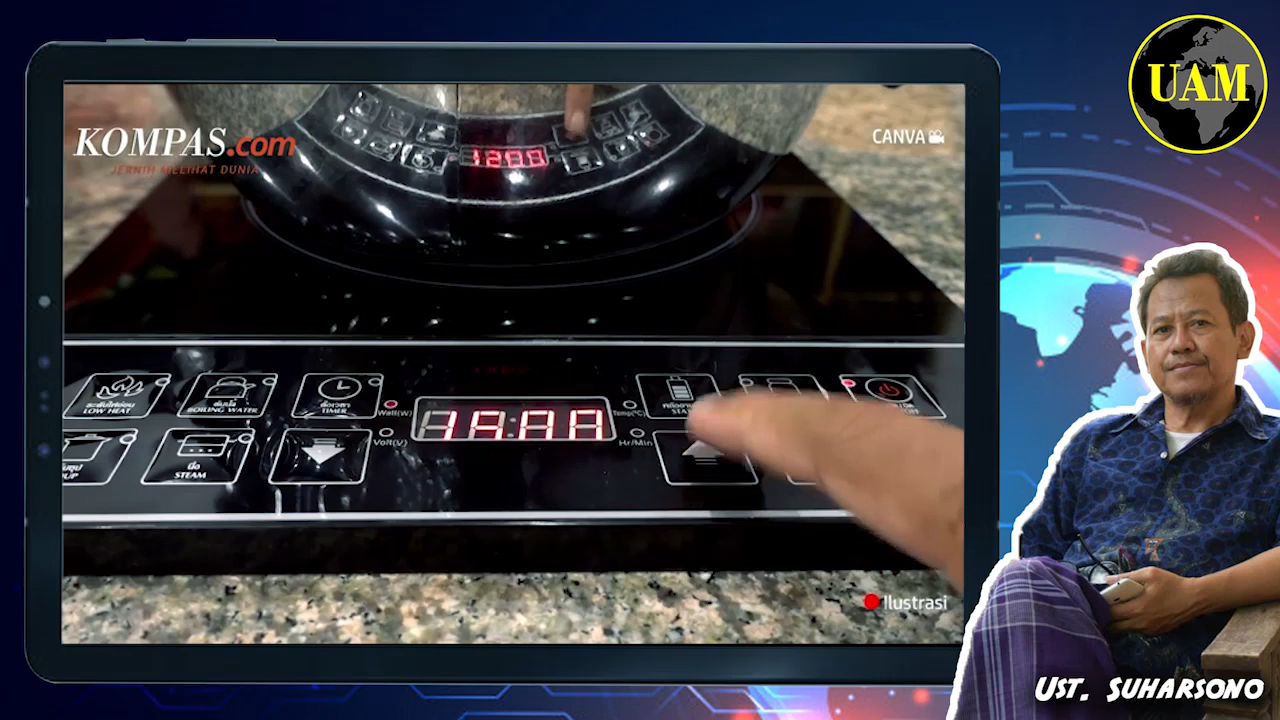 UAM
KOMPAS.com
JERNIH MELIHAT DUNIA
CANVA
1200
LOW HEAT
BOILING WATER
TIMER
Watt(W)
Temp(°C)
Volt(V)
Hr/Min
STEAM
Ilustrasi
UST. SUHARSONO